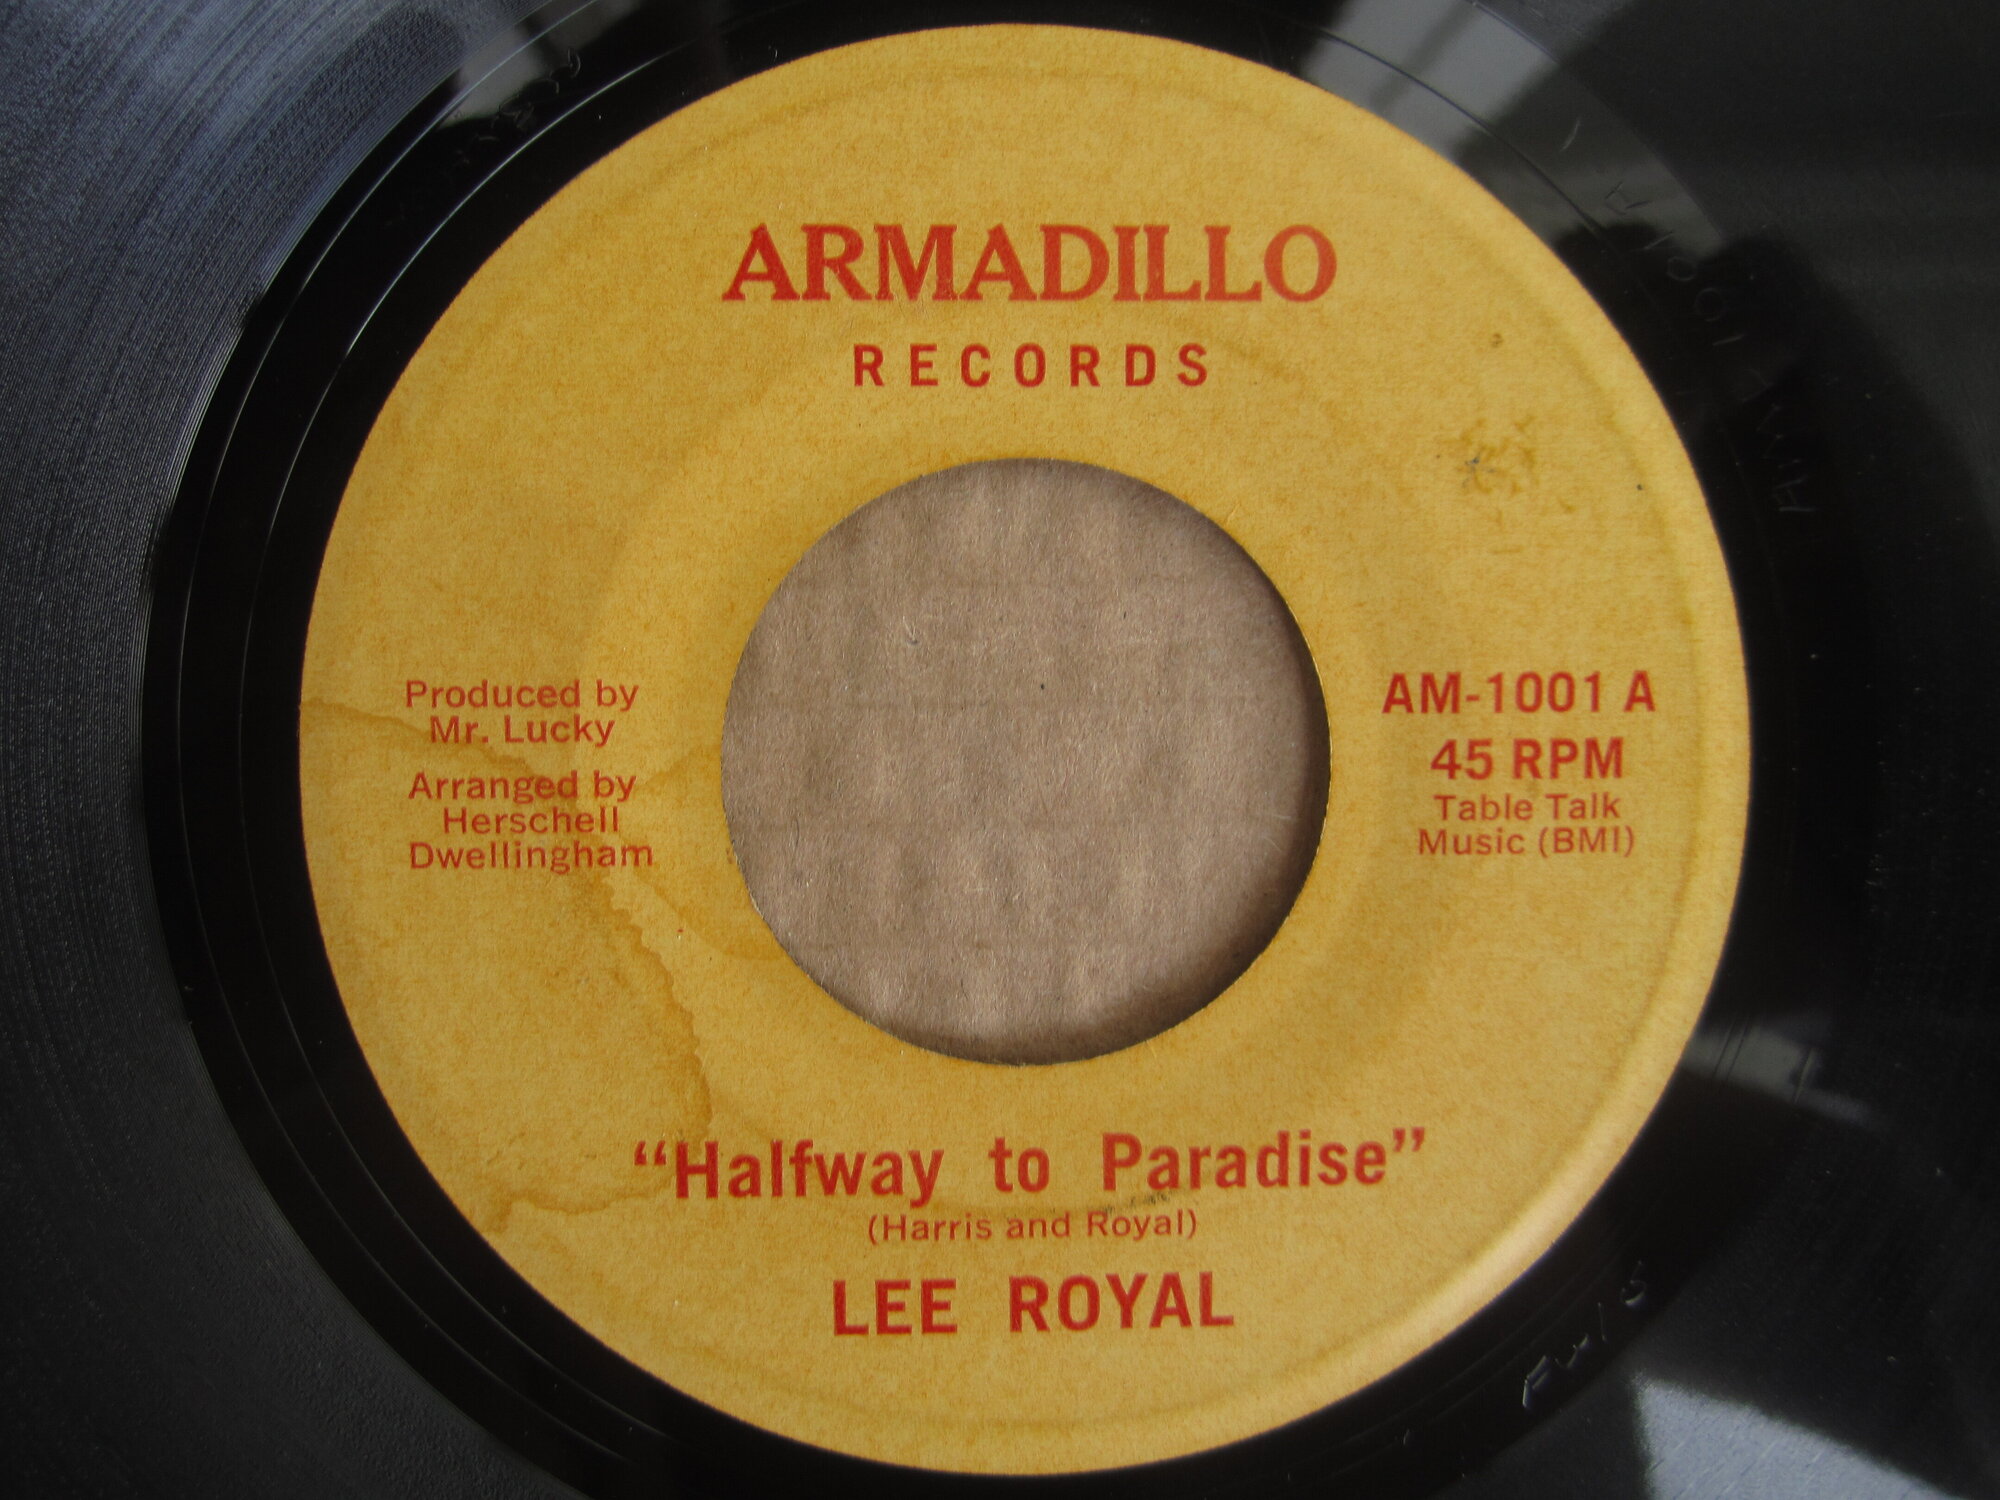 ARMADILLO
RECORDS
Produced by
Mr. Lucky
Arranged by
Herschell
Dwellingham
AM-1001 A
45 RPM
Table Talk
Music (BMI)
“Halfway to Paradise”
(Harris and Royal)
LEE ROYAL